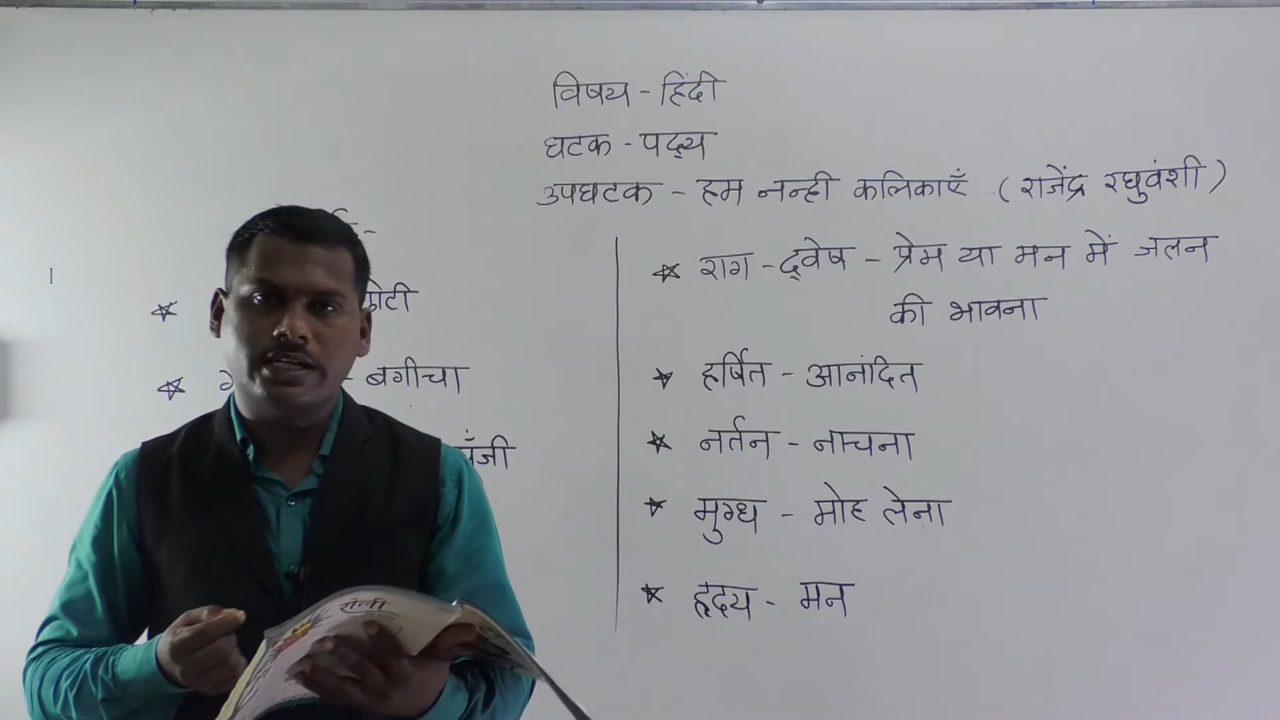 विषय - हिंदी
घटक - पद्य
उपघटक - हम नन्ही कलिकाएँ (राजेंद्र रघुवंशी)
बगीचा
* राग - द्वेष - प्रेम या मन में जलन
की भावना
* हर्षित - आनंदित
* नर्तन - नाचना
* मुग्ध - मोह लेना
* हृदय - मन